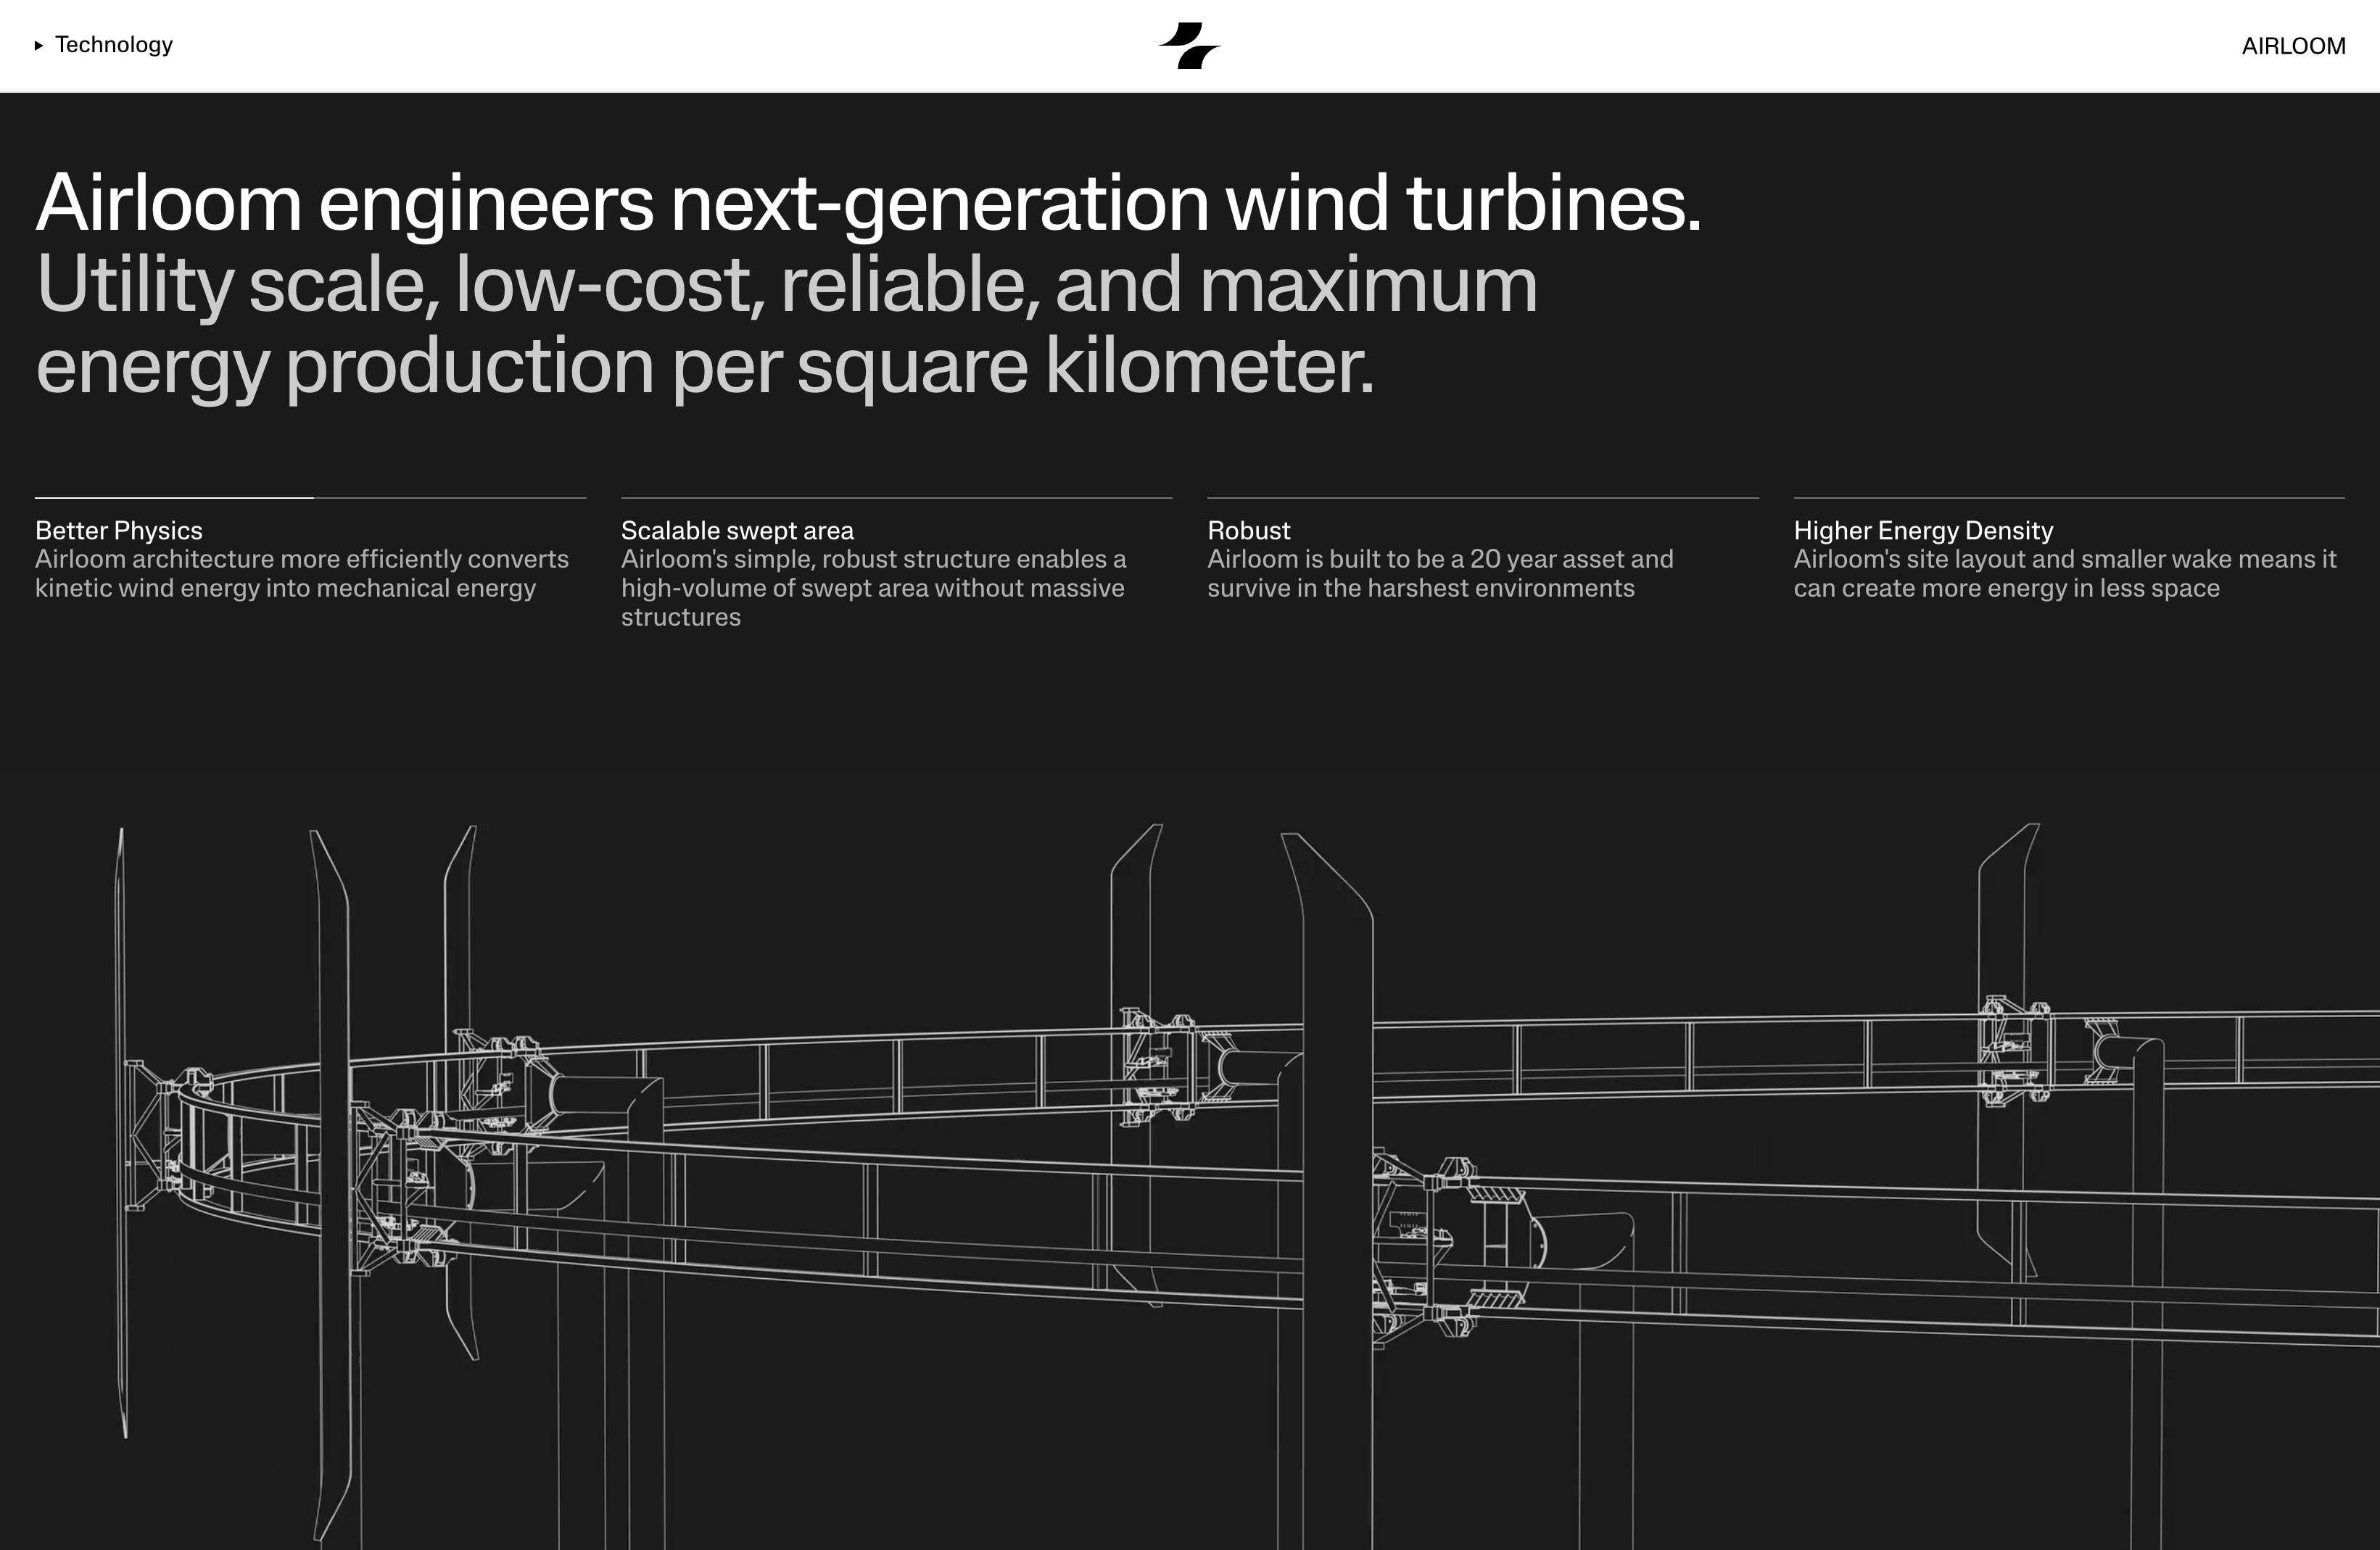 Technology
AIRLOOM
Airloom engineers next-generation wind turbines.
Utility scale, low-cost, reliable, and maximum
energy production per square kilometer.
Better Physics
Airloom architecture more efficiently converts
kinetic wind energy into mechanical energy
Scalable swept area
Airloom's simple, robust structure enables a
high-volume of swept area without massive
structures
Robust
Airloom is built to be a 20 year asset and
survive in the harshest environments
Higher Energy Density
Airloom's site layout and smaller wake means it
can create more energy in less space